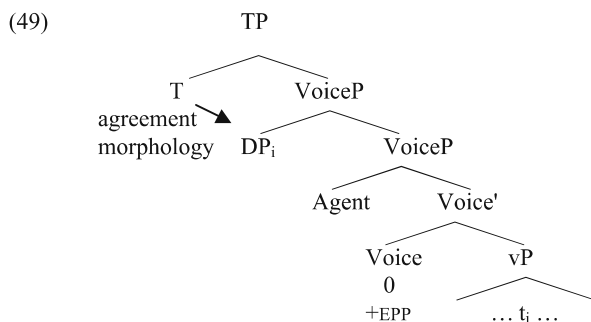 (49) TP
T VoiceP
agreement
morphology DPᵢ VoiceP
Agent Voice'
Voice vP
0
+EPP … tᵢ …